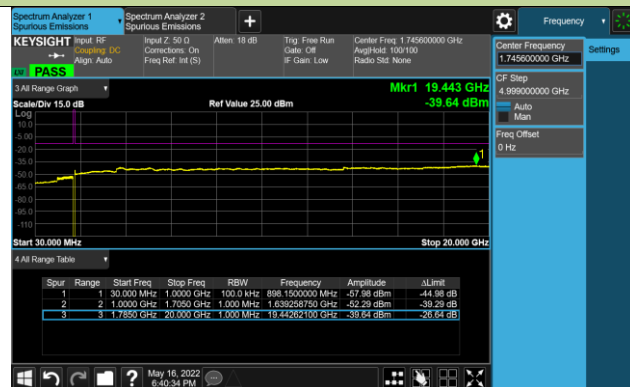 Spectrum Analyzer 1
Spurious Emissions
Spectrum Analyzer 2
Spurious Emissions
+
Frequency
KEYSIGHT
Input: RF
Coupling: DC
Align: Auto
Input Z: 50 Ω
Corrections: On
Freq Ref: Int (S)
Atten: 18 dB
Trig: Free Run
Gate: Off
IF Gain: Low
Center Freq: 1.745600000 GHz
Avg|Hold: 100/100
Radio Std: None
PASS
Center Frequency
1.745600000 GHz
Settings
CF Step
4.999000000 GHz
Auto
Man
Freq Offset
0 Hz
3 All Range Graph
Mkr1 19.443 GHz
Scale/Div 15.0 dB
Ref Value 25.00 dBm
-39.64 dBm
Log
10.0
-5.00
-20.0
-35.0
-50.0
-65.0
-80.0
-95.0
-110
1
Start 30.000 MHz
Stop 20.000 GHz
4 All Range Table
Spur Range Start Freq Stop Freq RBW Frequency Amplitude ΔLimit
1 1 30.000 MHz 1.0000 GHz 100.0 kHz 898.1500000 MHz -57.98 dBm -44.98 dB
2 2 1.0000 GHz 1.7050 GHz 1.000 MHz 1.639258750 GHz -52.29 dBm -39.29 dB
3 3 1.7850 GHz 20.000 GHz 1.000 MHz 19.44262100 GHz -39.64 dBm -26.64 dB
?
May 16, 2022
6:40:34 PM